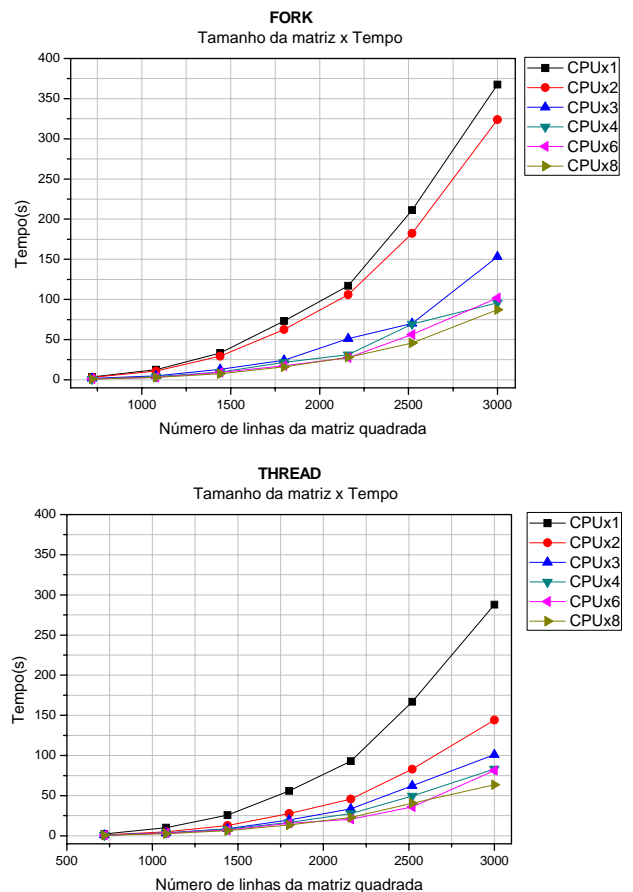 FORK
Tamanho da matriz x Tempo
400
350
300
250
200
150
100
50
0
Tempo(s)
1000 1500 2000 2500 3000
Número de linhas da matriz quadrada
CPUx1
CPUx2
CPUx3
CPUx4
CPUx6
CPUx8
THREAD
Tamanho da matriz x Tempo
400
350
300
250
200
150
100
50
0
Tempo(s)
500 1000 1500 2000 2500 3000
Número de linhas da matriz quadrada
CPUx1
CPUx2
CPUx3
CPUx4
CPUx6
CPUx8